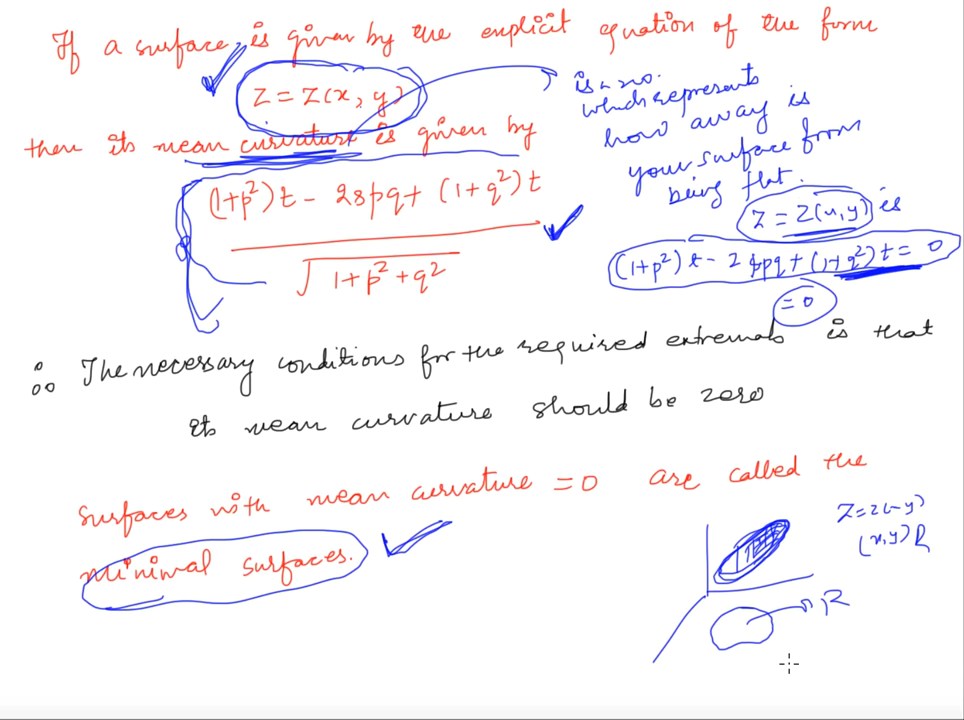 If a surface, is given by the explicit equation of the form
Z = Z(x, y)
then its mean curvature is given by
(1+p²)t - 2spq + (1+q²)t
√1+p²+q²
is a no.
which represents
how away is
your surface from
being flat.
Z = Z(x, y) is
(1+p²)t - 2spq + (1+q²)t = 0
= 0
∴ The necessary conditions for the required extremals is that
its mean curvature should be zero
Surfaces with mean curvature = 0 are called the
minimal surfaces.
(x,y) R
R